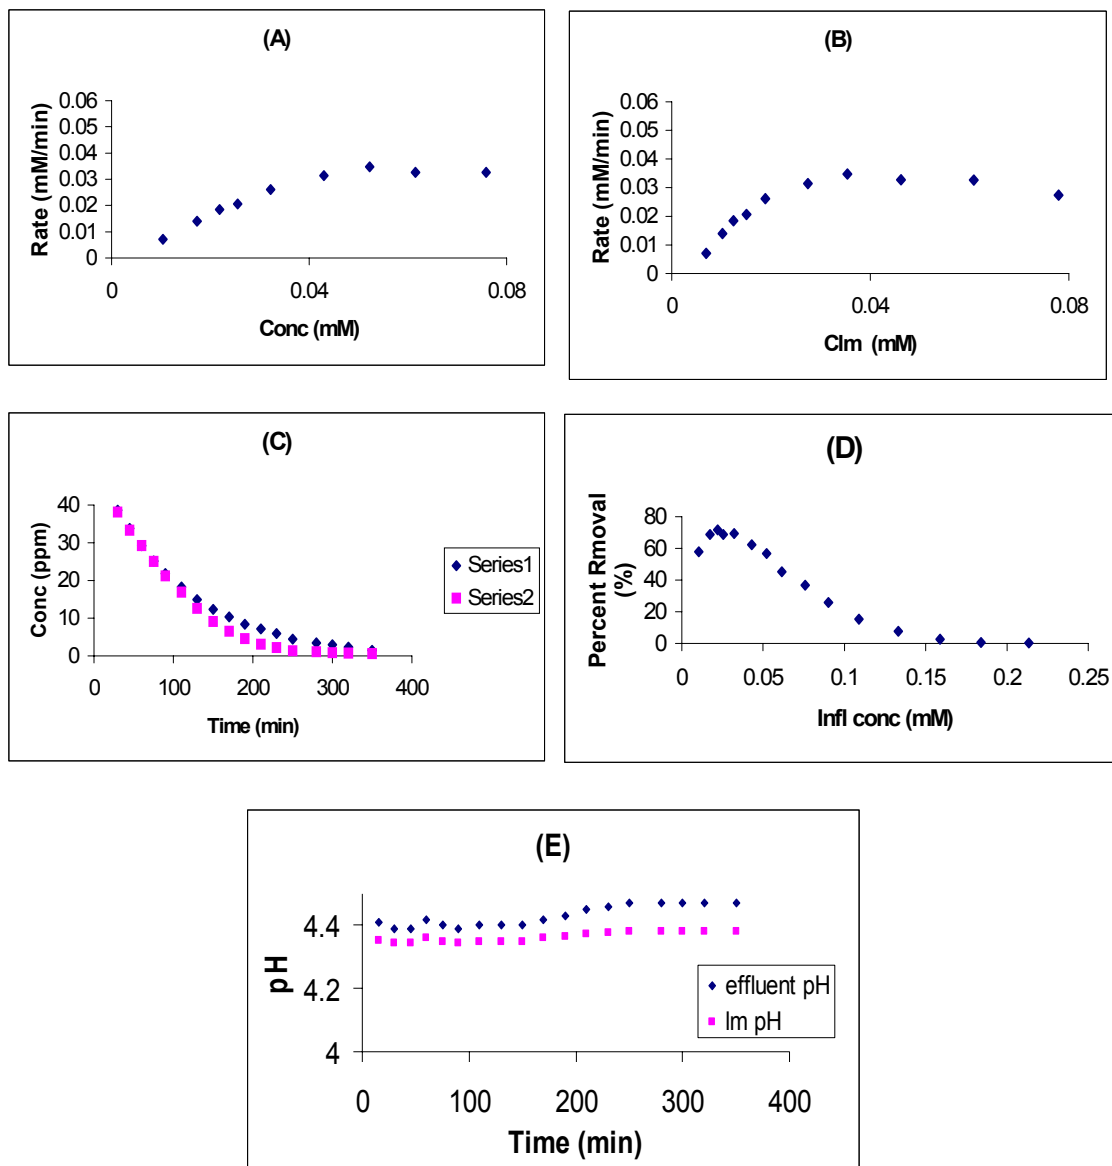 (A)
Rate (mM/min)
0.06
0.05
0.04
0.03
0.02
0.01
0
0 0.04 0.08
Conc (mM)
(B)
Rate (mM/min)
0.06
0.05
0.04
0.03
0.02
0.01
0
0 0.04 0.08
Clm (mM)
(C)
Conc (ppm)
40
30
20
10
0
0 100 200 300 400
Time (min)
Series1
Series2
(D)
Percent Rmoval
(%)
80
60
40
20
0
0 0.05 0.1 0.15 0.2 0.25
Infl conc (mM)
(E)
pH
4.4
4.2
4
0 100 200 300 400
Time (min)
effluent pH
lm pH